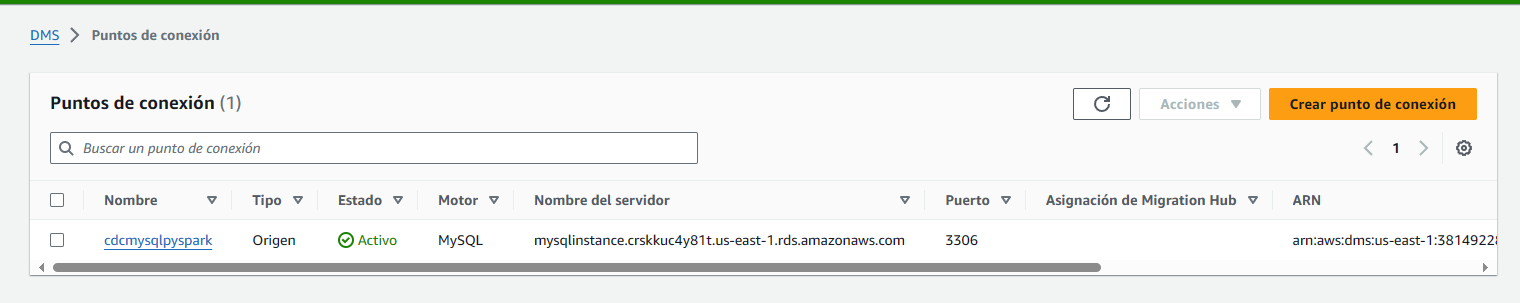 DMS > Puntos de conexión
Puntos de conexión (1)
Acciones
Crear punto de conexión
Buscar un punto de conexión
1
Nombre Tipo Estado Motor Nombre del servidor Puerto Asignación de Migration Hub ARN
cdcmysqlpyspark Origen Activo MySQL mysqlinstance.crskkuc4y81t.us-east-1.rds.amazonaws.com 3306 arn:aws:dms:us-east-1:38149228